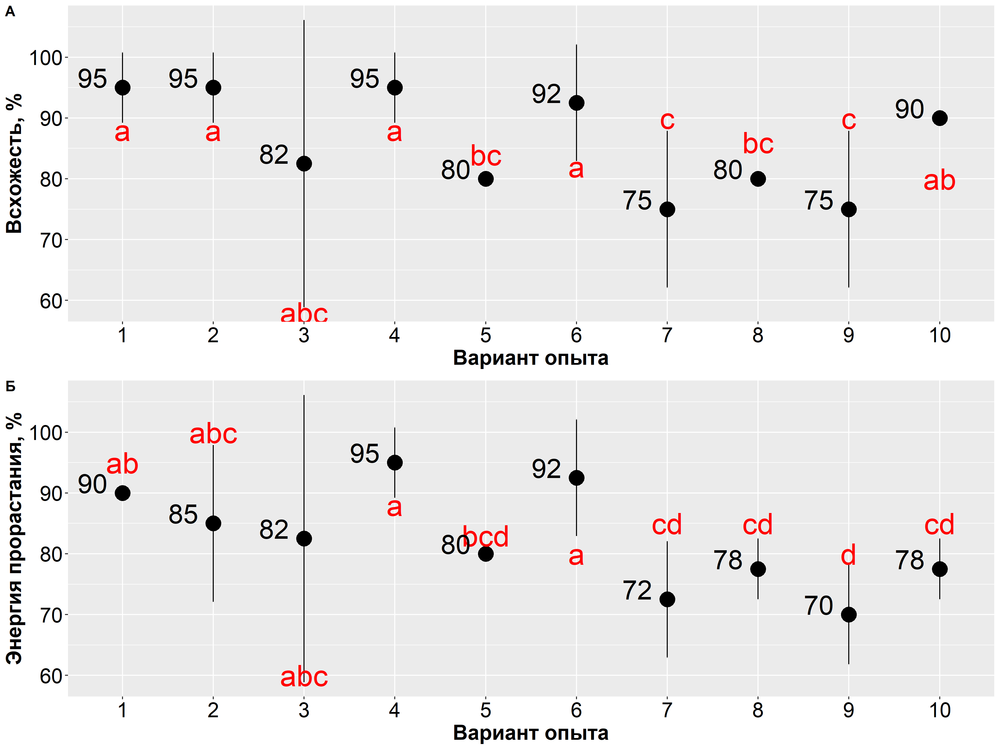 А
Всхожесть, %
100
90
80
70
60
95
a
95
a
82
abc
95
a
80
bc
92
a
75
c
80
bc
75
c
90
ab
1 2 3 4 5 6 7 8 9 10
Вариант опыта
Б
Энергия прорастания, %
100
90
80
70
60
90
ab
85
abc
82
abc
95
a
80
bcd
92
a
72
cd
78
cd
70
d
78
cd
1 2 3 4 5 6 7 8 9 10
Вариант опыта